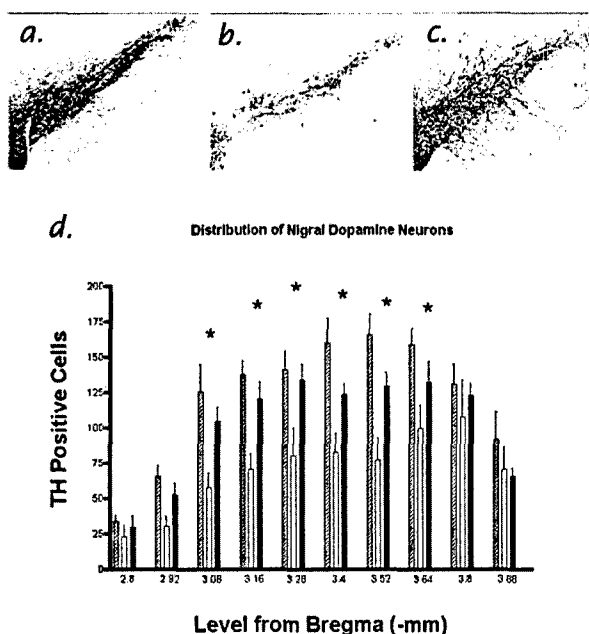 a.
b.
c.
d.
Distribution of Nigral Dopamine Neurons
TH Positive Cells
200
175
150
125
100
75
50
25
0
* * * * * *
2.8 2.92 3.08 3.16 3.28 3.4 3.52 3.64 3.8 3.88
Level from Bregma (-mm)